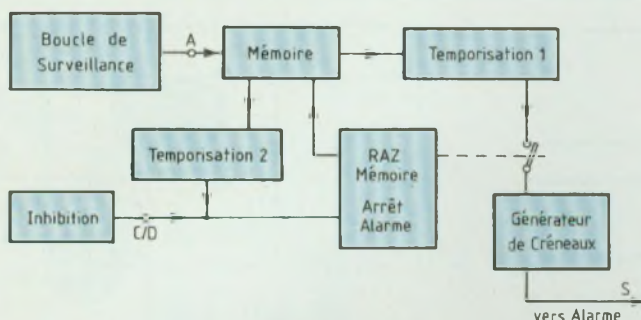 Boucle de
Surveillance
A
Mémoire
Temporisation 1
Temporisation 2
RAZ
Mémoire
Arrêt
Alarme
Inhibition
C/D
Générateur
de Créneaux
S
vers Alarme